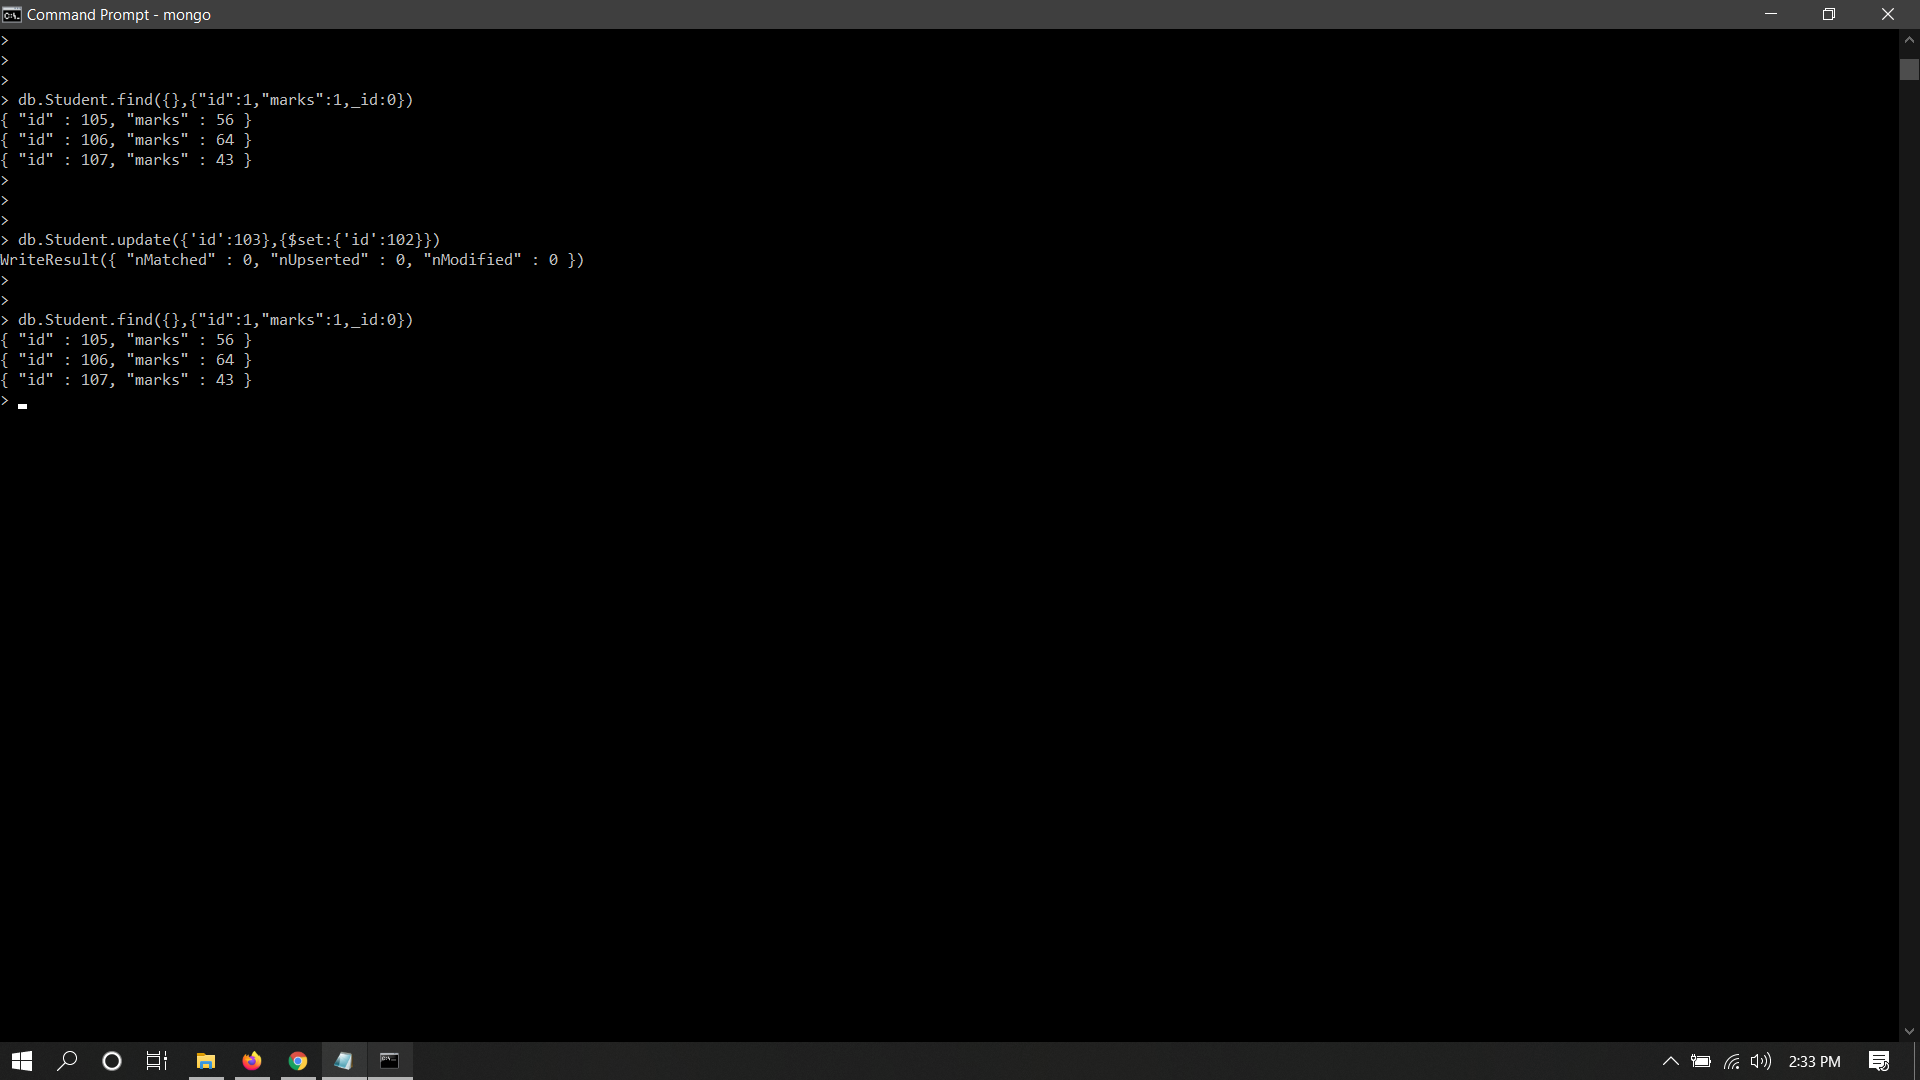 Command Prompt - mongo
>
>
>
> db.Student.find({},{"id":1,"marks":1,_id:0})
{ "id" : 105, "marks" : 56 }
{ "id" : 106, "marks" : 64 }
{ "id" : 107, "marks" : 43 }
>
>
>
> db.Student.update({'id':103},{$set:{'id':102}})
WriteResult({ "nMatched" : 0, "nUpserted" : 0, "nModified" : 0 })
>
>
> db.Student.find({},{"id":1,"marks":1,_id:0})
{ "id" : 105, "marks" : 56 }
{ "id" : 106, "marks" : 64 }
{ "id" : 107, "marks" : 43 }
>
2:33 PM